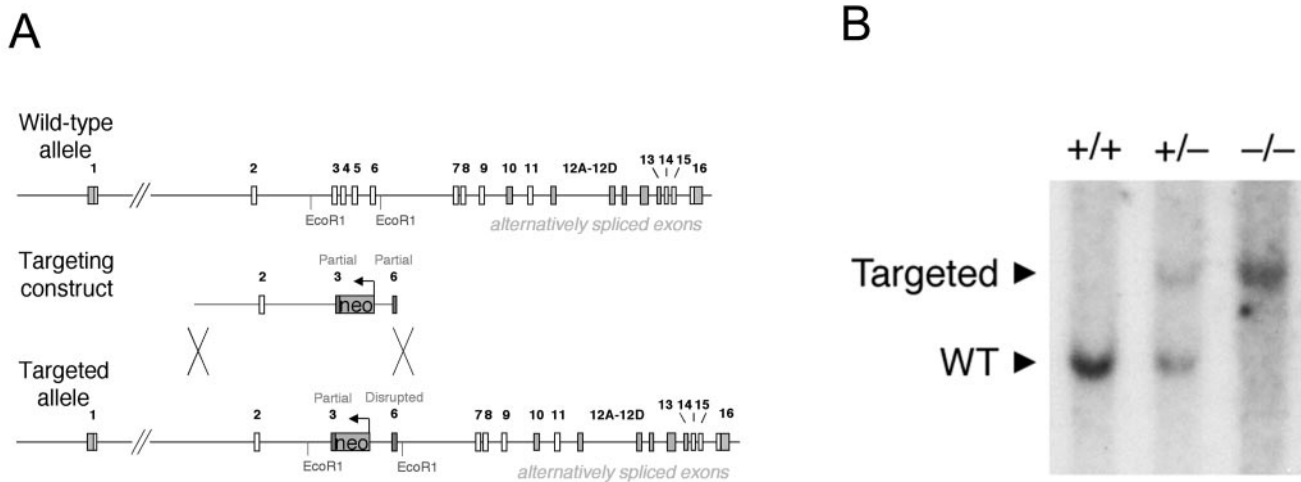 A
B
Wild-type
allele
1
2
3 4 5 6
7 8 9 10 11 12A-12D 13 14 15 16
EcoR1 EcoR1
alternatively spliced exons
Targeting
construct
Partial Partial
2 3 6
neo
Targeted
allele
Partial Disrupted
1 2 3 6 7 8 9 10 11 12A-12D 13 14 15 16
neo
EcoR1 EcoR1
alternatively spliced exons
+/+ +/– –/–
Targeted
WT